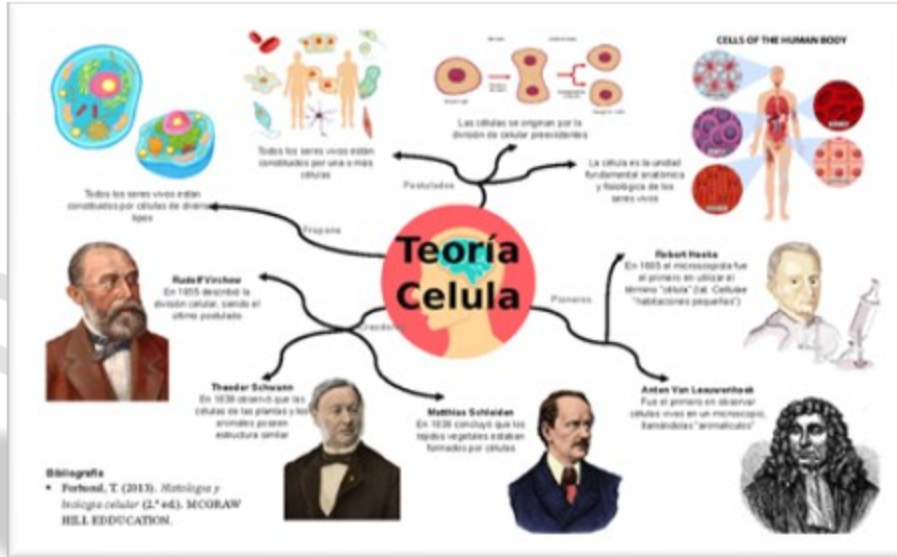 CELLS OF THE HUMAN BODY
Las células se originan por la
división de celular preexidentes
Todos los seres vivos están
constituidos por una o más
células
La célula es la unidad
fundamental anatómica
y fisiológica de los
seres vivos
Todos los seres vivos están
constituidos por células de diversos
tipos
Postulados
Propone
Teoría
Celula
Pioneros
Creadores
Robert Hooke
En 1665 el microscopista fue
el primero en utilizar el
término "célula" (lat. Cellulae
"habitaciones pequeñas")
Rudolf Virchow
En 1855 describió la
división celular, siendo el
último postulado
Theodor Schwann
En 1838 observó que las
células de las plantas y los
animales poseen
estructura similar
Matthias Schleiden
En 1838 concluyó que los
tejidos vegetales estaban
formados por células
Anton Van Leeuwenhoek
Fue el primero en observar
células vivas en un microscopio,
llamándolas "animalículos"
Bibliografía
• Fortoul, T. (2013). Histología y
biología celular (2.ª ed.). MCGRAW
HILL EDDUCATION.